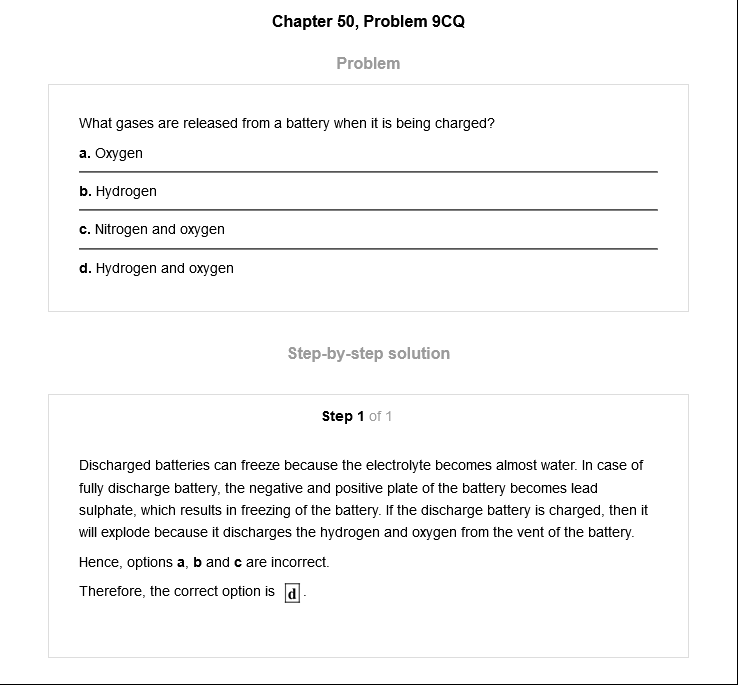 Chapter 50, Problem 9CQ
Problem
What gases are released from a battery when it is being charged?
a. Oxygen
b. Hydrogen
c. Nitrogen and oxygen
d. Hydrogen and oxygen
Step-by-step solution
Step 1 of 1
Discharged batteries can freeze because the electrolyte becomes almost water. In case of
fully discharge battery, the negative and positive plate of the battery becomes lead
sulphate, which results in freezing of the battery. If the discharge battery is charged, then it
will explode because it discharges the hydrogen and oxygen from the vent of the battery.
Hence, options a, b and c are incorrect.
Therefore, the correct option is d.